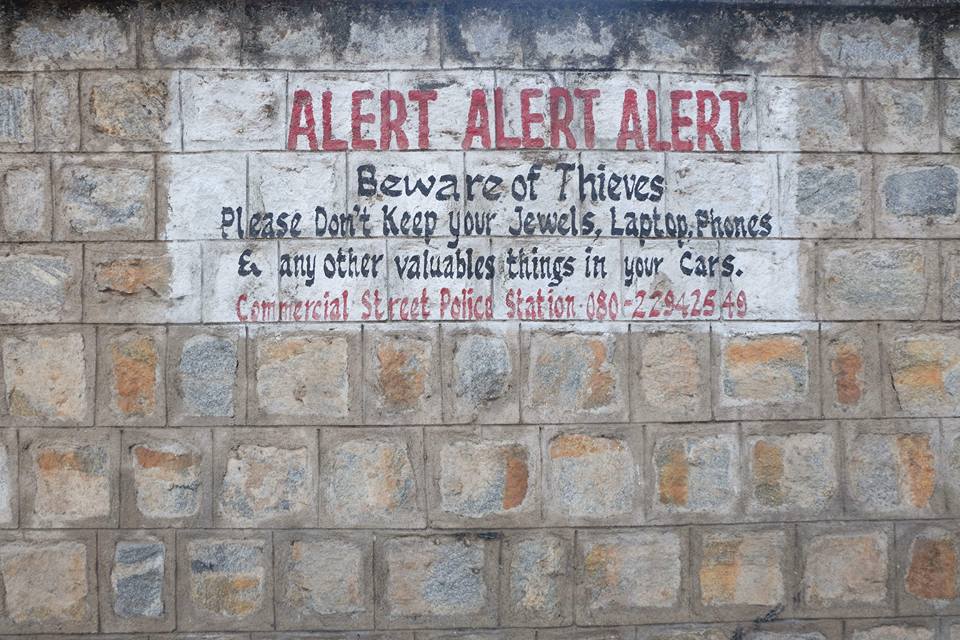 ALERT ALERT ALERT
Beware of Thieves
Please Don't Keep your Jewels, Laptop, Phones
& any other valuables things in your Cars.
Commercial Street Police Station 080-22942549